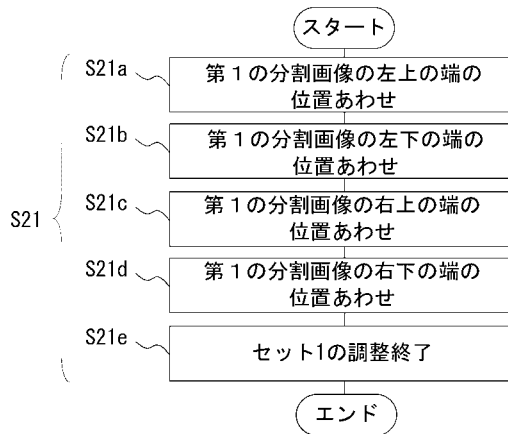 スタート
S21a
第1の分割画像の左上の端の
位置あわせ
S21b
第1の分割画像の左下の端の
位置あわせ
S21
S21c
第1の分割画像の右上の端の
位置あわせ
S21d
第1の分割画像の右下の端の
位置あわせ
S21e
セット1の調整終了
エンド